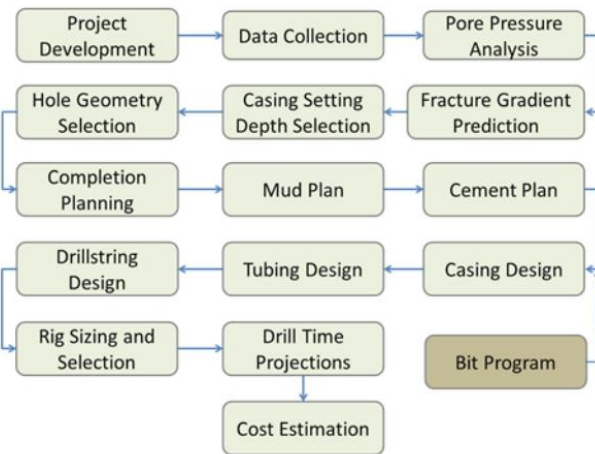 Project
Development
Data Collection
Pore Pressure
Analysis
Hole Geometry
Selection
Casing Setting
Depth Selection
Fracture Gradient
Prediction
Completion
Planning
Mud Plan
Cement Plan
Drillstring
Design
Tubing Design
Casing Design
Rig Sizing and
Selection
Drill Time
Projections
Bit Program
Cost Estimation